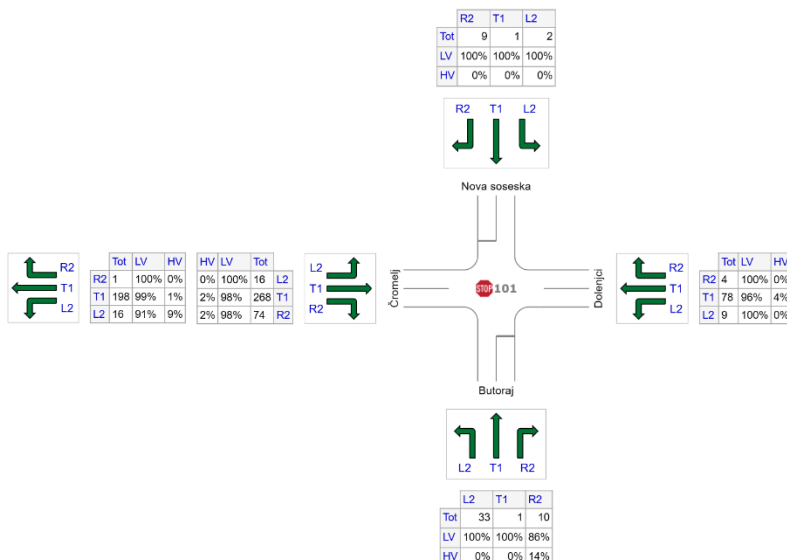 R2 T1 L2
Tot 9 1 2
LV 100% 100% 100%
HV 0% 0% 0%
R2 T1 L2
Nova soseska
R2
T1
L2
Tot LV HV
R2 1 100% 0%
T1 198 99% 1%
L2 16 91% 9%
HV LV Tot
0% 100% 16 L2
2% 98% 268 T1
2% 98% 74 R2
L2
T1
R2
Črnomelj
STOP 101
Dolenjci
R2
T1
L2
Tot LV HV
R2 4 100% 0%
T1 78 96% 4%
L2 9 100% 0%
Butoraj
L2 T1 R2
L2 T1 R2
Tot 33 1 10
LV 100% 100% 86%
HV 0% 0% 14%